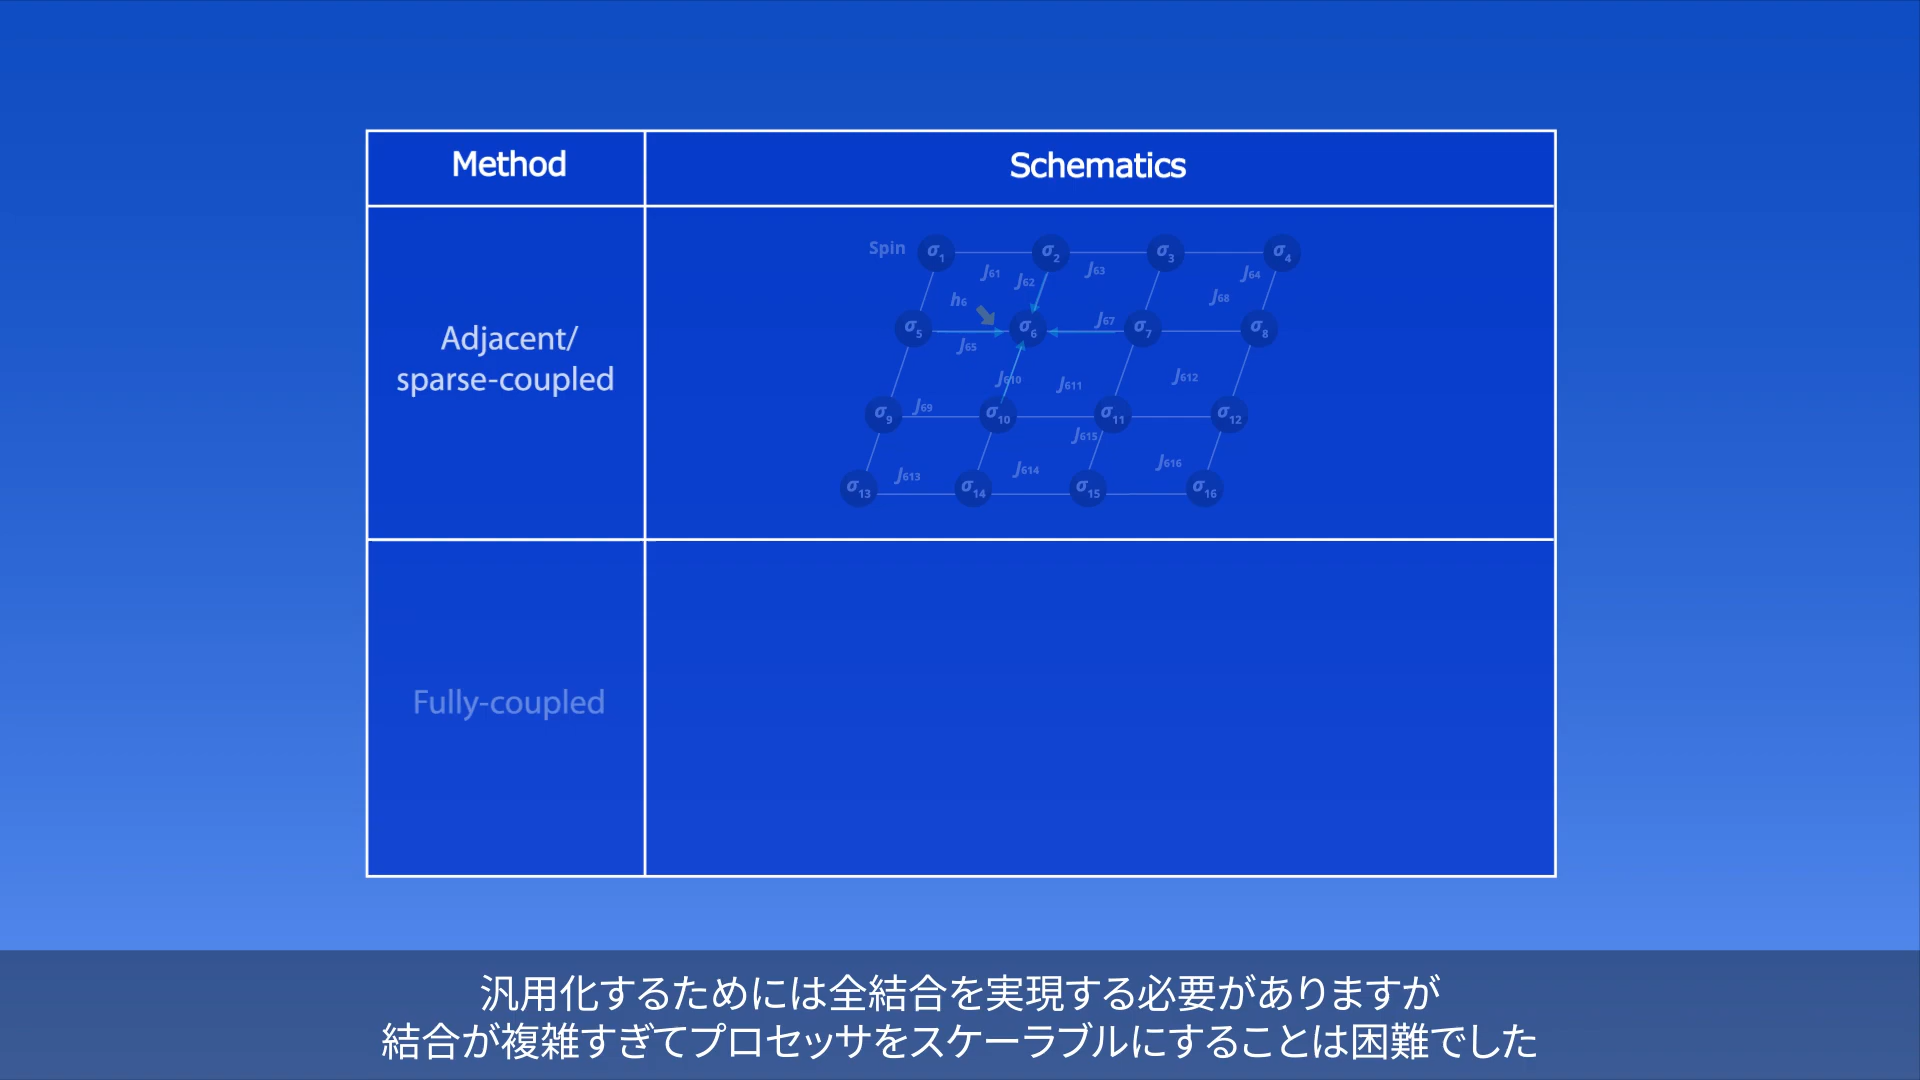 Method
Schematics
Adjacent/
sparse-coupled
Spin σ1 σ2 σ3 σ4
J61 J62 J63 J64
h6 J68
σ5 σ6 J67 σ7 σ8
J65
J610 J611 J612
σ9 J69 σ10 σ11 σ12
J615
J613 J614 J616
σ13 σ14 σ15 σ16
Fully-coupled
汎用化するためには全結合を実現する必要がありますが
結合が複雑すぎてプロセッサをスケーラブルにすることは困難でした